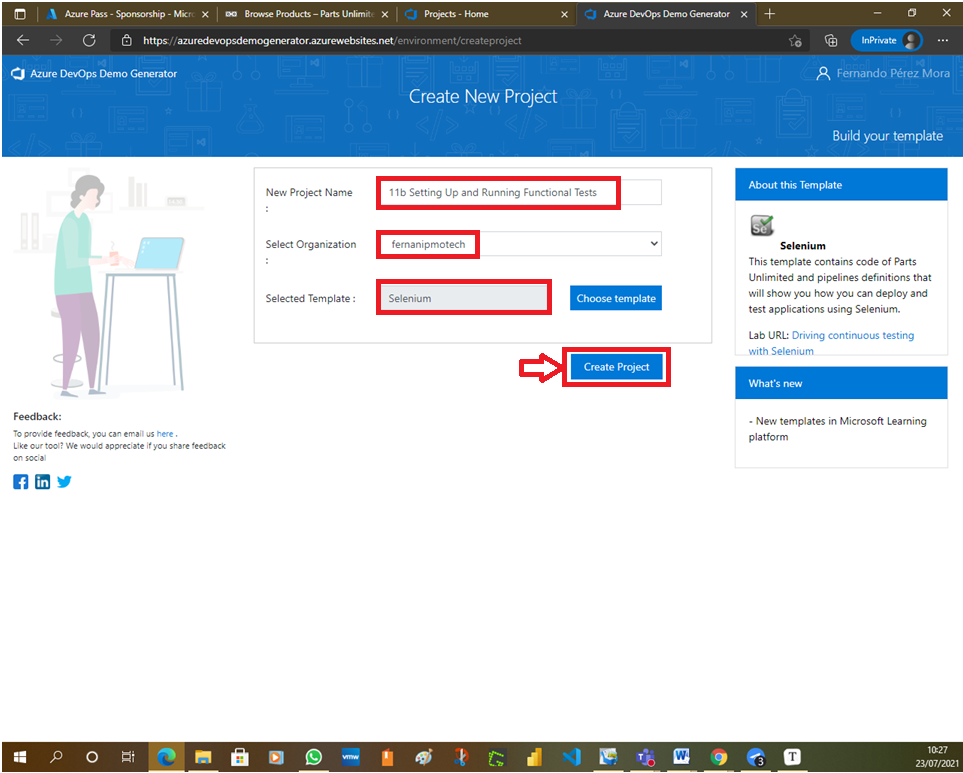 Azure Pass - Sponsorship - Micro
Browse Products – Parts Unlimite
Projects - Home
Azure DevOps Demo Generator
https://azuredevopsdemogenerator.azurewebsites.net/environment/createproject
InPrivate
Azure DevOps Demo Generator
Fernando Pérez Mora
Create New Project
Build your template
New Project Name
:
11b Setting Up and Running Functional Tests
Select Organization
:
fernanipmotech
Selected Template :
Selenium
Choose template
Create Project
About this Template
Se
Selenium
This template contains code of Parts
Unlimited and pipelines definitions that
will show you how you can deploy and
test applications using Selenium.
Lab URL: Driving continuous testing
with Selenium
What's new
- New templates in Microsoft Learning
platform
Feedback:
To provide feedback, you can email us here .
Like our tool? We would appreciate if you share feedback
on social
vmw
3
T
10:27
23/07/2021